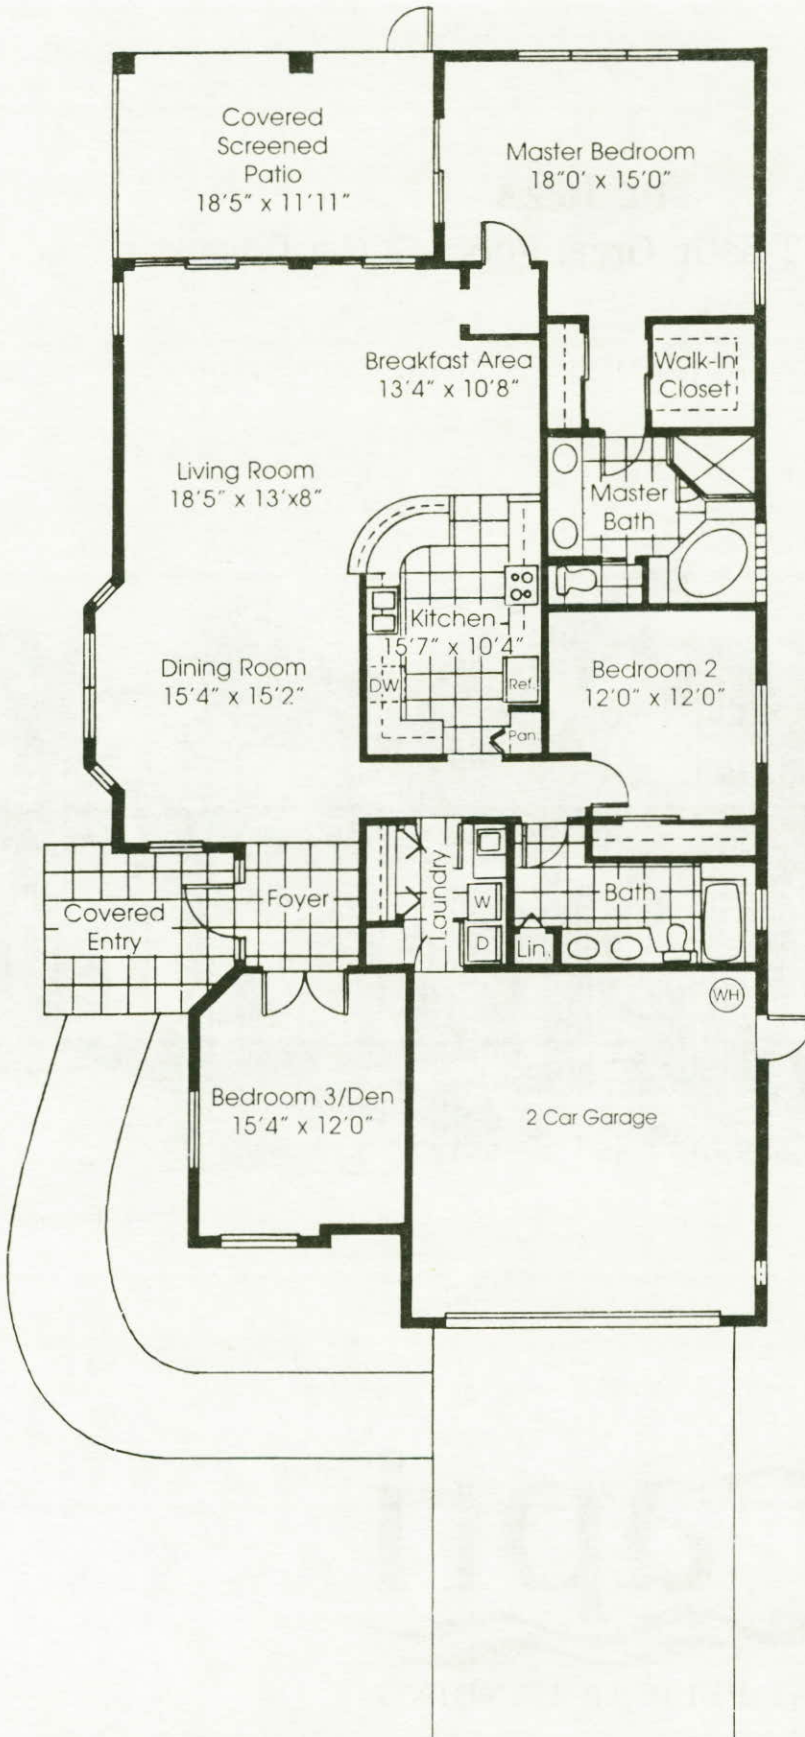 Covered
Screened
Patio
18'5" x 11'11"
Master Bedroom
18"0' x 15'0"
Breakfast Area
13'4" x 10'8"
Walk-In
Closet
Living Room
18'5" x 13'x8"
Master
Bath
Kitchen
15'7" x 10'4"
DW
Ref.
Pan.
Dining Room
15'4" x 15'2"
Bedroom 2
12'0" x 12'0"
Covered
Entry
Foyer
Laundry
W
D
Bath
Lin.
WH
Bedroom 3/Den
15'4" x 12'0"
2 Car Garage